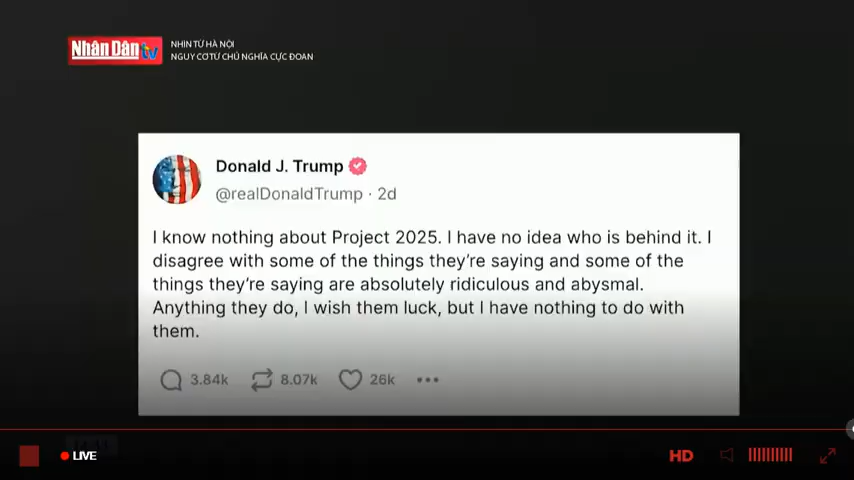 Nhân Dân tv
NHÌN TỪ HÀ NỘI
NGUY CƠ TỪ CHỦ NGHĨA CỰC ĐOAN
Donald J. Trump
@realDonaldTrump · 2d
I know nothing about Project 2025. I have no idea who is behind it. I
disagree with some of the things they're saying and some of the
things they're saying are absolutely ridiculous and abysmal.
Anything they do, I wish them luck, but I have nothing to do with
them.
3.84k 8.07k 26k
LIVE HD